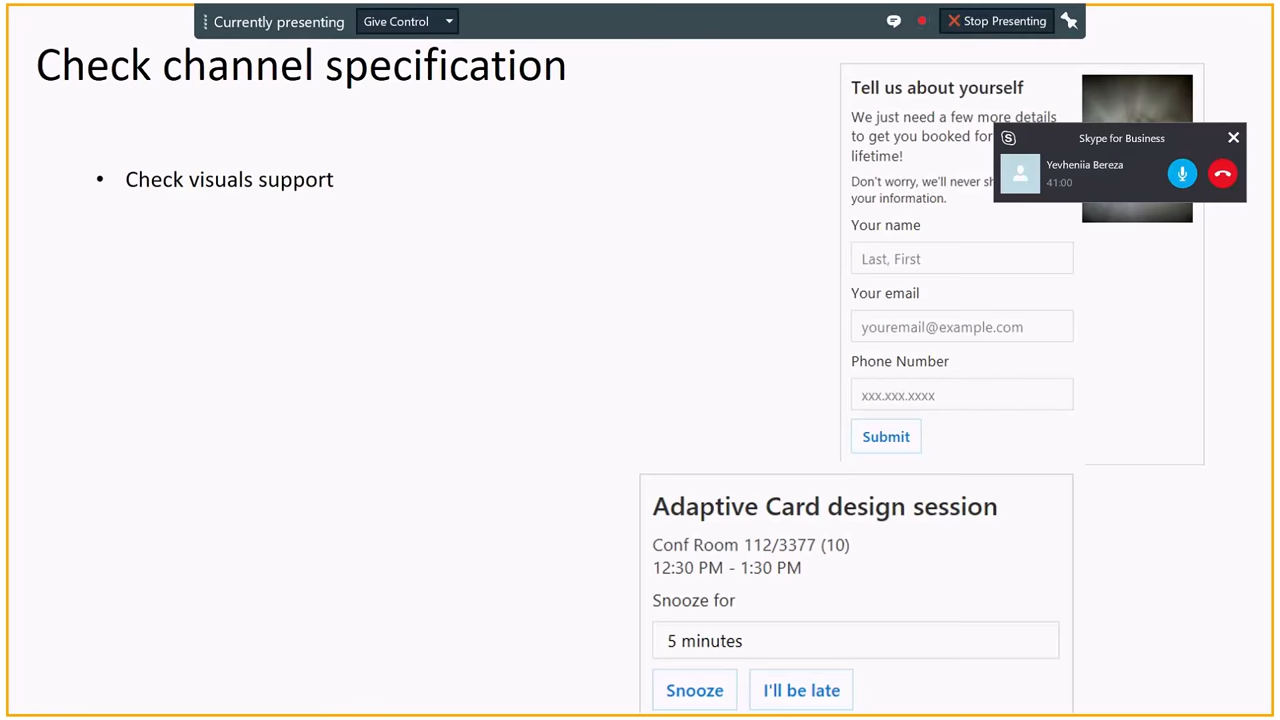 Currently presenting
Give Control
Stop Presenting
Check channel specification
• Check visuals support
Tell us about yourself
We just need a few more details
to get you booked for
lifetime!
Don't worry, we'll never sh
your information.
Your name
Last, First
Your email
youremail@example.com
Phone Number
xxx.xxx.xxxx
Submit
Skype for Business
Yevheniia Bereza
41:00
Adaptive Card design session
Conf Room 112/3377 (10)
12:30 PM - 1:30 PM
Snooze for
5 minutes
Snooze
I'll be late